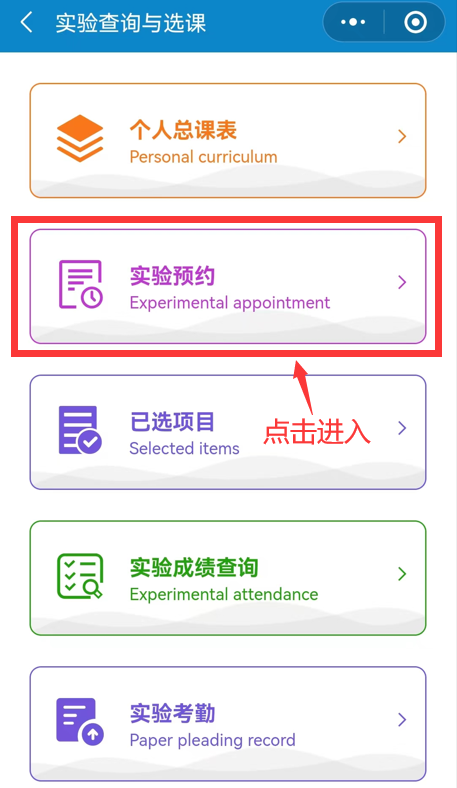 实验查询与选课
个人总课表
Personal curriculum
实验预约
Experimental appointment
已选项目
Selected items
点击进入
实验成绩查询
Experimental attendance
实验考勤
Paper pleading record